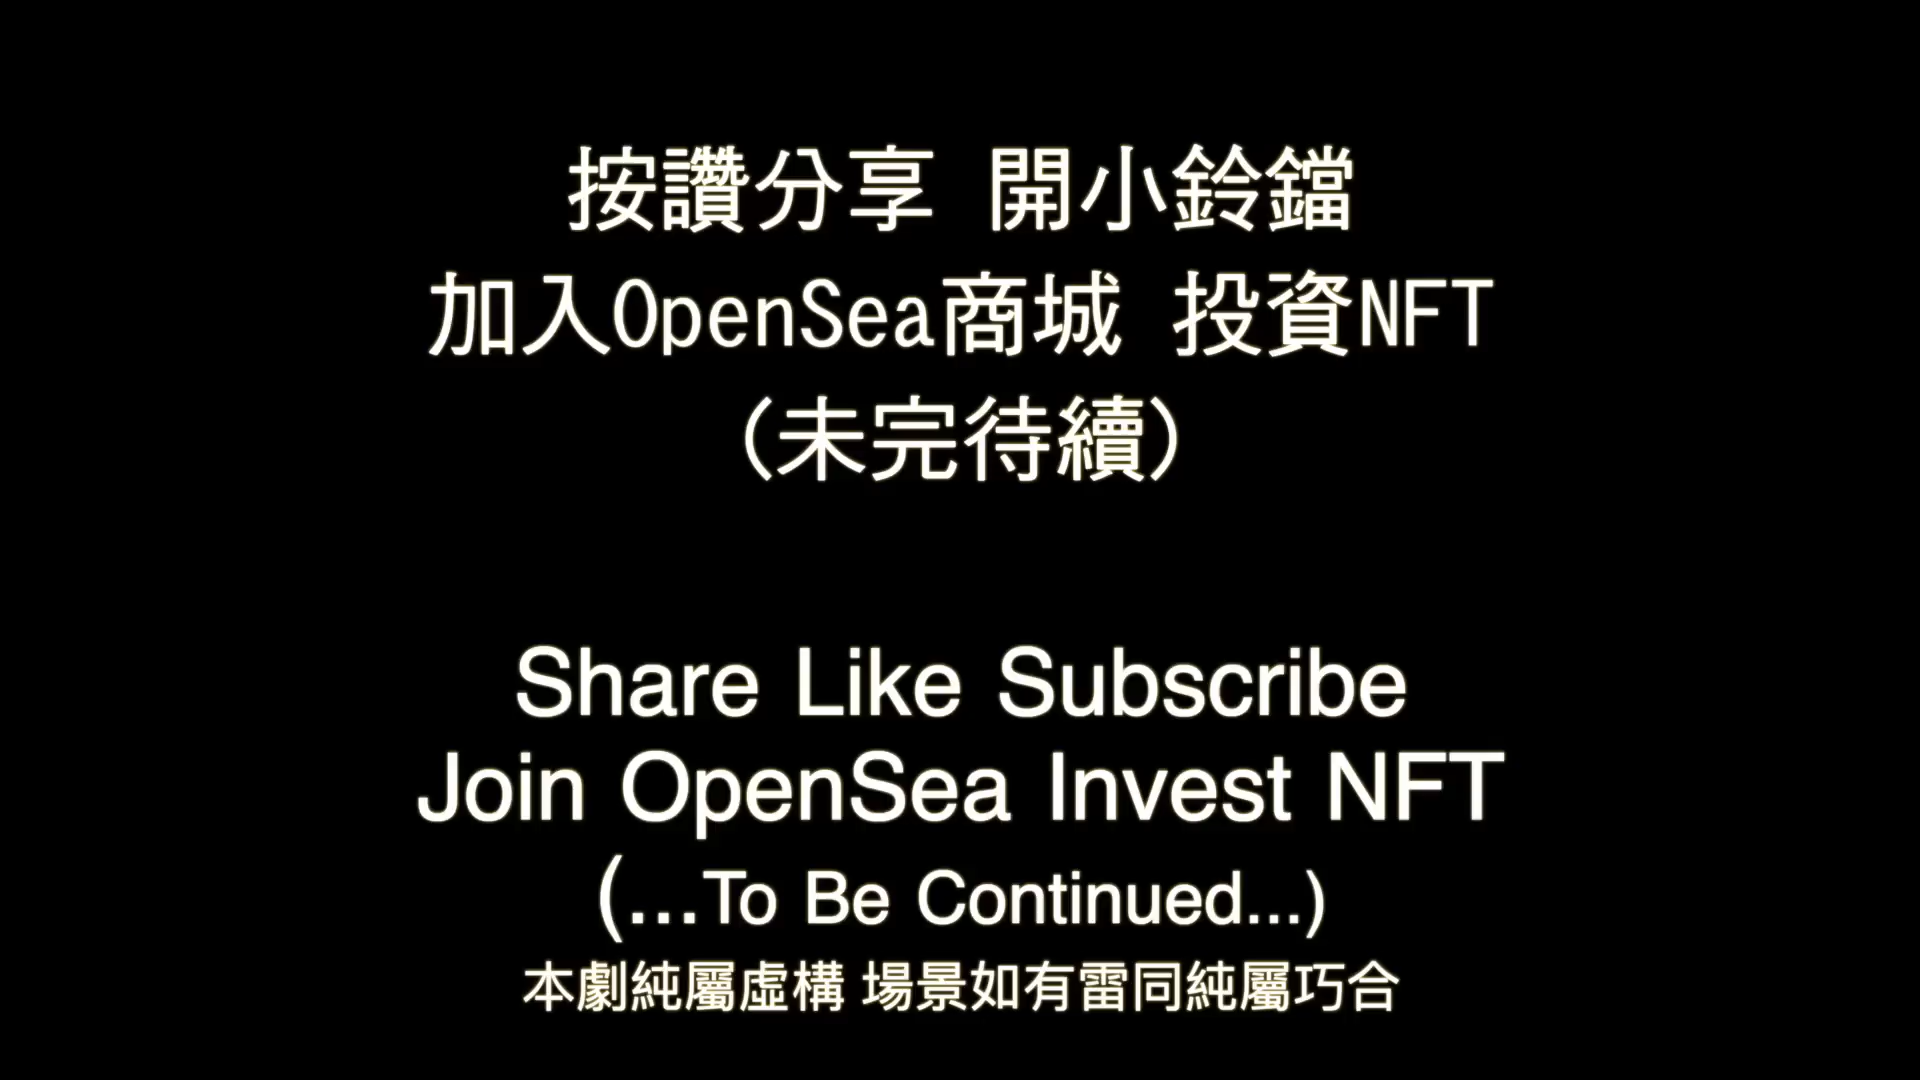 按讚分享 開小鈴鐺
加入OpenSea商城 投資NFT
(未完待續)
Share Like Subscribe
Join OpenSea Invest NFT
(...To Be Continued...)
本劇純屬虛構 場景如有雷同純屬巧合